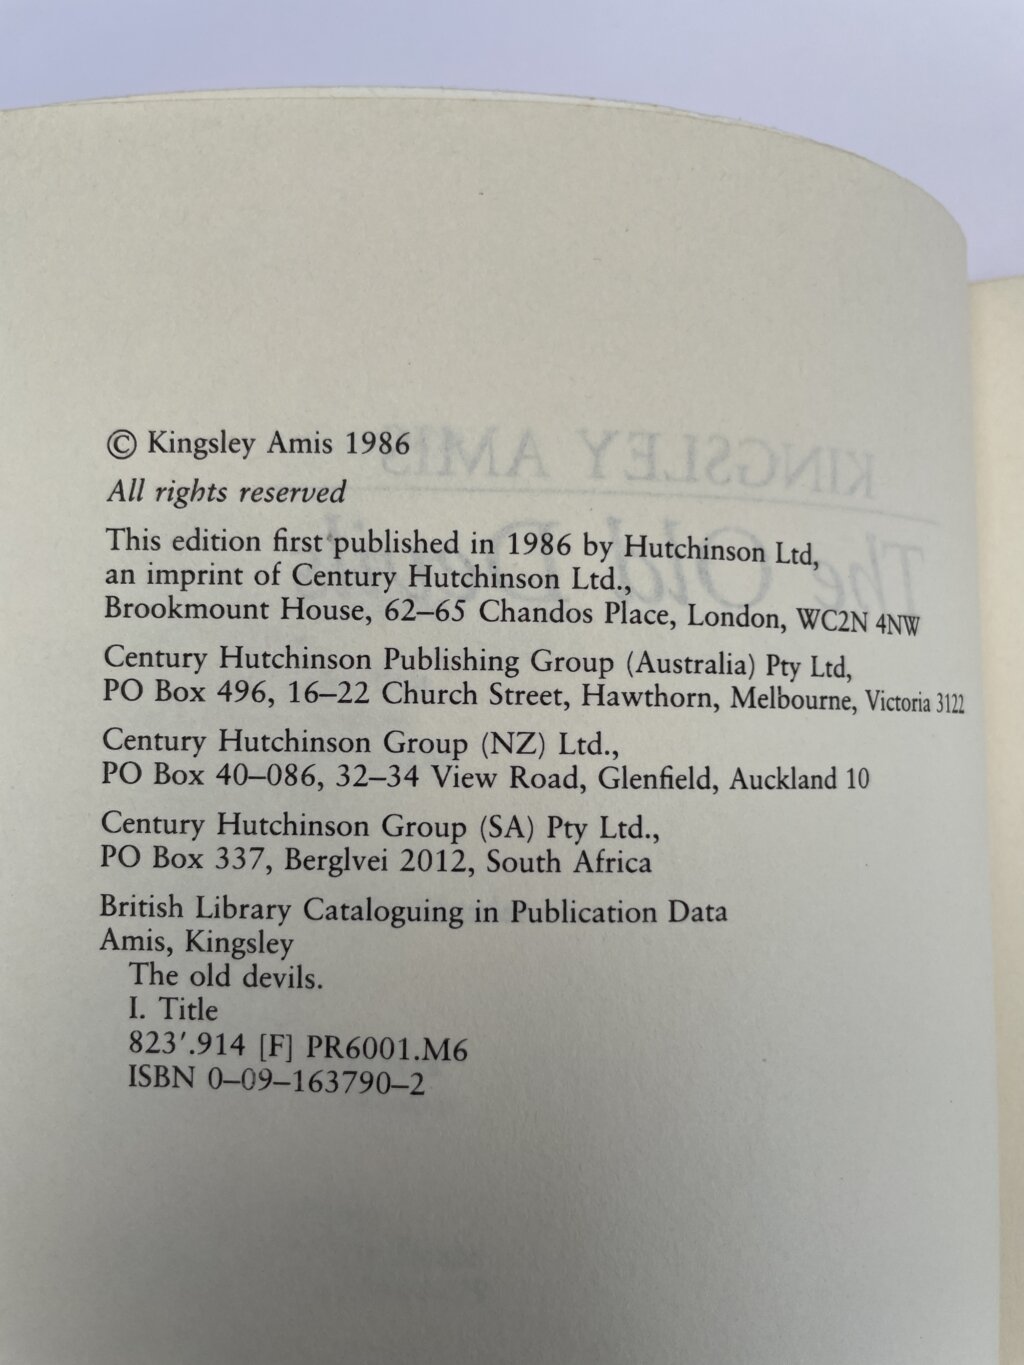 © Kingsley Amis 1986
All rights reserved
This edition first published in 1986 by Hutchinson Ltd,
an imprint of Century Hutchinson Ltd.,
Brookmount House, 62–65 Chandos Place, London, WC2N 4NW
Century Hutchinson Publishing Group (Australia) Pty Ltd,
PO Box 496, 16–22 Church Street, Hawthorn, Melbourne, Victoria 3122
Century Hutchinson Group (NZ) Ltd.,
PO Box 40–086, 32–34 View Road, Glenfield, Auckland 10
Century Hutchinson Group (SA) Pty Ltd.,
PO Box 337, Berglvei 2012, South Africa
British Library Cataloguing in Publication Data
Amis, Kingsley
The old devils.
I. Title
823′.914 [F] PR6001.M6
ISBN 0–09–163790–2
KINGSLEY AMIS
The Old